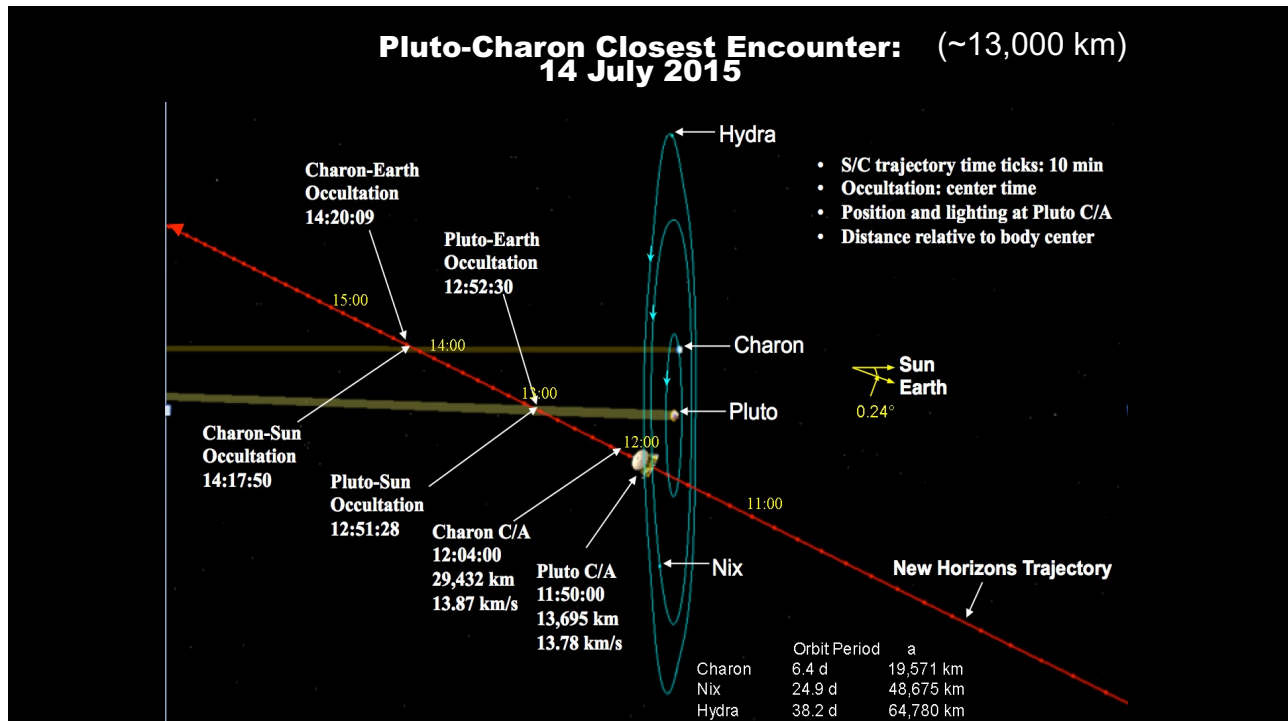 Pluto-Charon Closest Encounter: (~13,000 km)
14 July 2015
Hydra
• S/C trajectory time ticks: 10 min
• Occultation: center time
• Position and lighting at Pluto C/A
• Distance relative to body center
Charon-Earth
Occultation
14:20:09
Pluto-Earth
Occultation
12:52:30
15:00
14:00
Charon
Sun
Earth
0.24°
13:00
Pluto
Charon-Sun
Occultation
14:17:50
12:00
Pluto-Sun
Occultation
12:51:28
11:00
Charon C/A
12:04:00
29,432 km
13.87 km/s
Pluto C/A
11:50:00
13,695 km
13.78 km/s
Nix
New Horizons Trajectory
Orbit Period a
Charon 6.4 d 19,571 km
Nix 24.9 d 48,675 km
Hydra 38.2 d 64,780 km